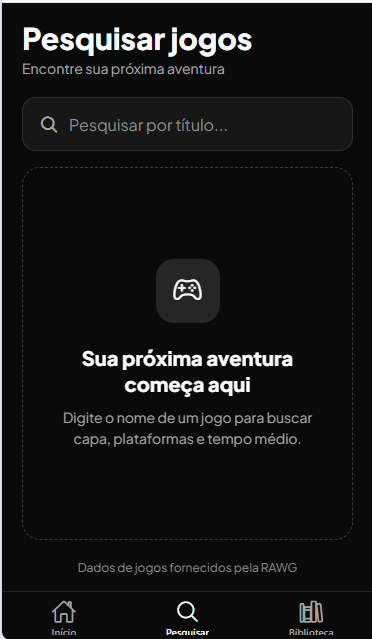 Pesquisar jogos
Encontre sua próxima aventura
Pesquisar por título...
Sua próxima aventura
começa aqui
Digite o nome de um jogo para buscar
capa, plataformas e tempo médio.
Dados de jogos fornecidos pela RAWG
Início
Pesquisar
Biblioteca